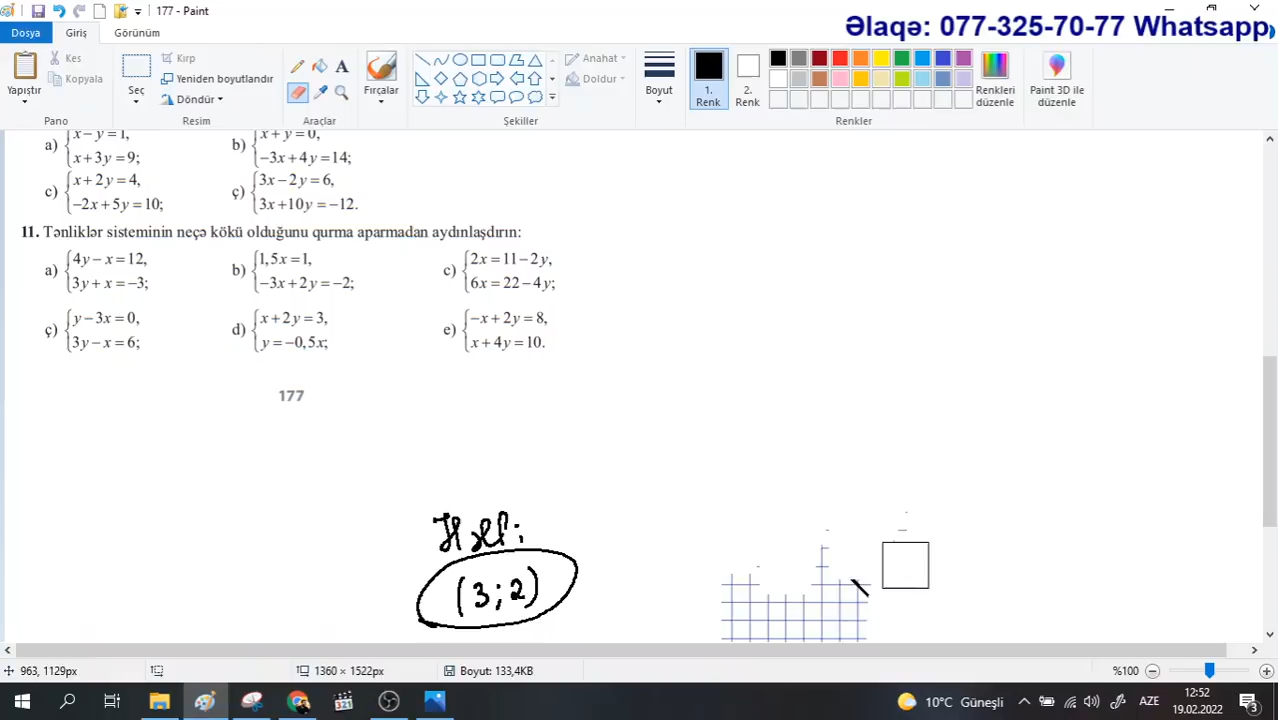 177 - Paint
Əlaqə: 077-325-70-77 Whatsapp
Dosya Giriş Görünüm
Yapıştır
Kes
Kopyala
Pano
Seç
Kırp
Yeniden boyutlandır
Döndür
Resim
A
Araçlar
Fırçalar
Anahat
Doldur
Şekiller
Boyut
1. Renk
2. Renk
Renkleri düzenle
Renkler
Paint 3D ile düzenle
a) x − y = 1, b) x + y = 0,
x + 3y = 9; −3x + 4y = 14;
c) x + 2y = 4, ç) 3x − 2y = 6,
−2x + 5y = 10; 3x + 10y = −12.
11. Tənliklər sisteminin neçə kökü olduğunu qurma aparmadan aydınlaşdırın:
a) 4y − x = 12, b) 1,5x = 1, c) 2x = 11 − 2y,
3y + x = −3; −3x + 2y = −2; 6x = 22 − 4y;
ç) y − 3x = 0, d) x + 2y = 3, e) −x + 2y = 8,
3y − x = 6; y = −0,5x; x + 4y = 10.
177
Həll:
(3; 2)
963, 1129px
1360 × 1522px
Boyut: 133,4KB
%100
10°C Güneşli
AZE
12:52
19.02.2022
3